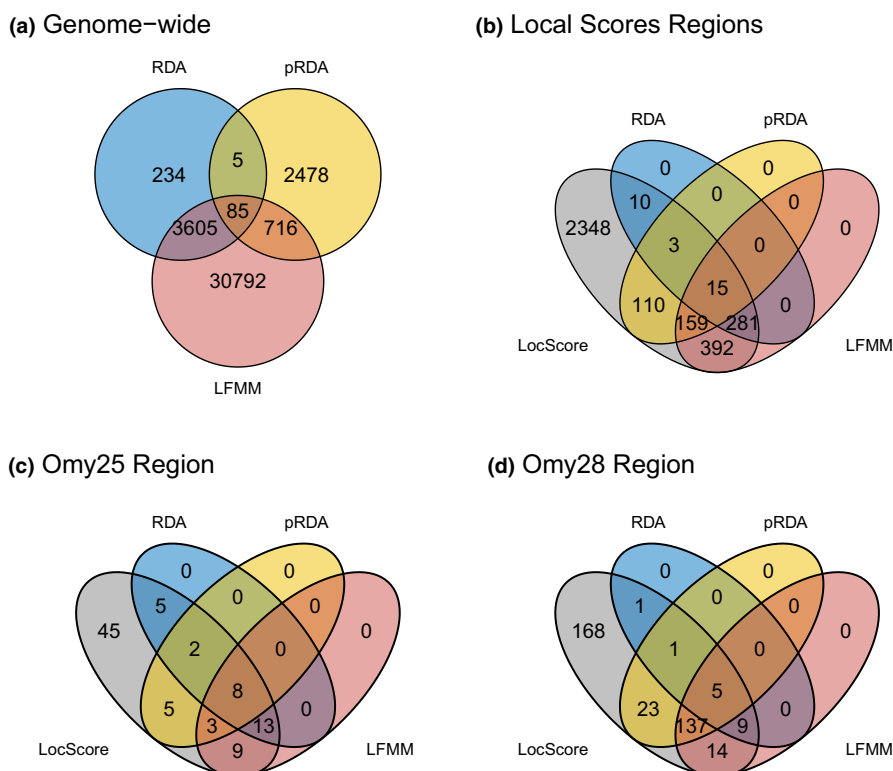 (a) Genome−wide
RDA
pRDA
234
5
2478
85
3605
716
30792
LFMM
(b) Local Scores Regions
RDA
pRDA
0
0
10
0
0
2348
0
3
0
15
110
0
159
281
392
LocScore
LFMM
(c) Omy25 Region
RDA
pRDA
0
0
5
0
0
45
0
2
0
8
5
0
3
13
9
LocScore
LFMM
(d) Omy28 Region
RDA
pRDA
0
0
1
0
0
168
0
1
0
5
23
0
137
9
14
LocScore
LFMM